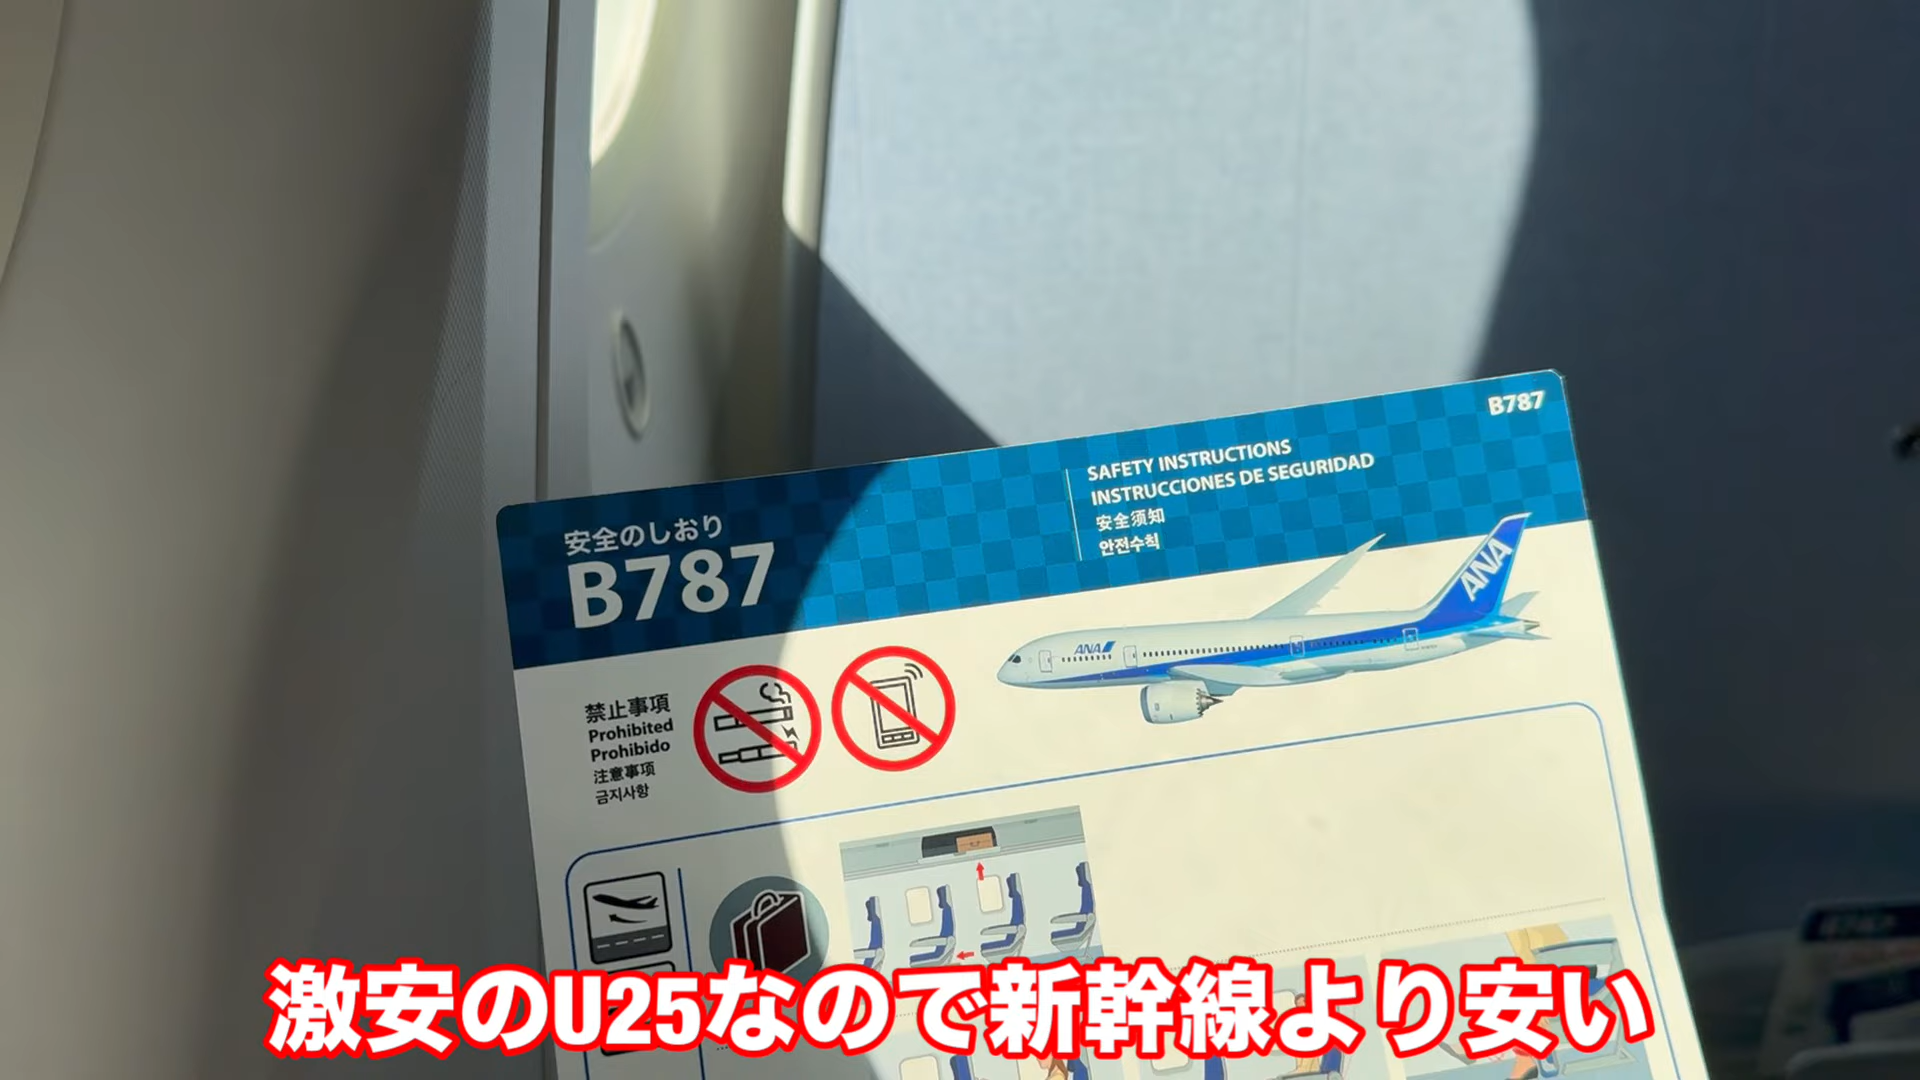 B787
SAFETY INSTRUCTIONS
INSTRUCCIONES DE SEGURIDAD
安全须知
안전수칙
安全のしおり
B787
ANA
ANA
禁止事項
Prohibited
Prohibido
注意事项
금지사항
激安のU25なので新幹線より安い